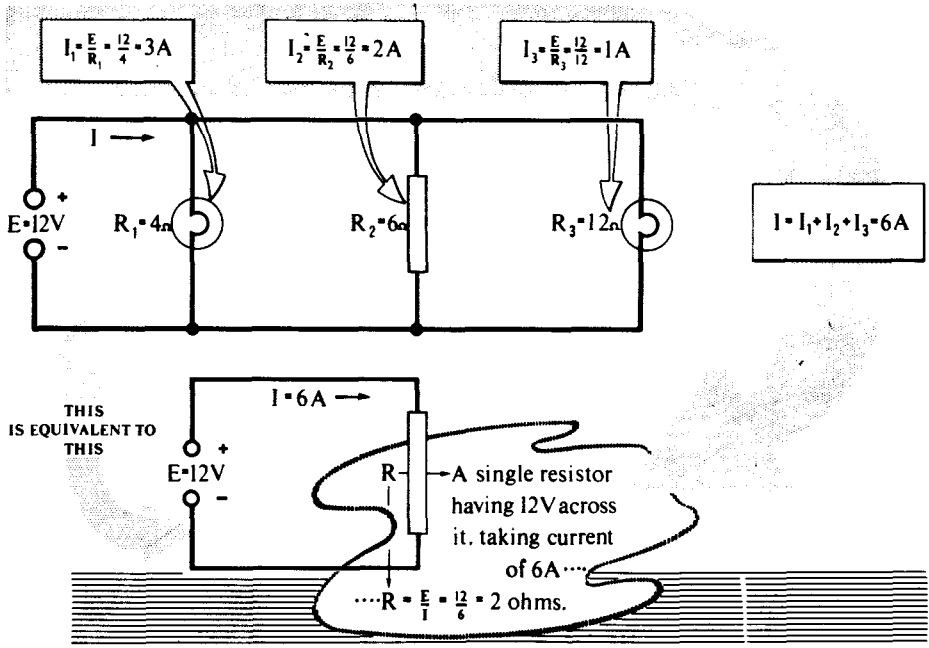 I₁ = E/R₁ = 12/4 = 3A
I₂ = E/R₂ = 12/6 = 2A
I₃ = E/R₃ = 12/12 = 1A
I →
+
E = 12V
−
R₁ = 4Ω
R₂ = 6Ω
R₃ = 12Ω
I = I₁ + I₂ + I₃ = 6A
I = 6A →
THIS
IS EQUIVALENT TO
THIS
+
E = 12V
−
R → A single resistor
having 12V across
it, taking current
of 6A ....
....R = E/I = 12/6 = 2 ohms.